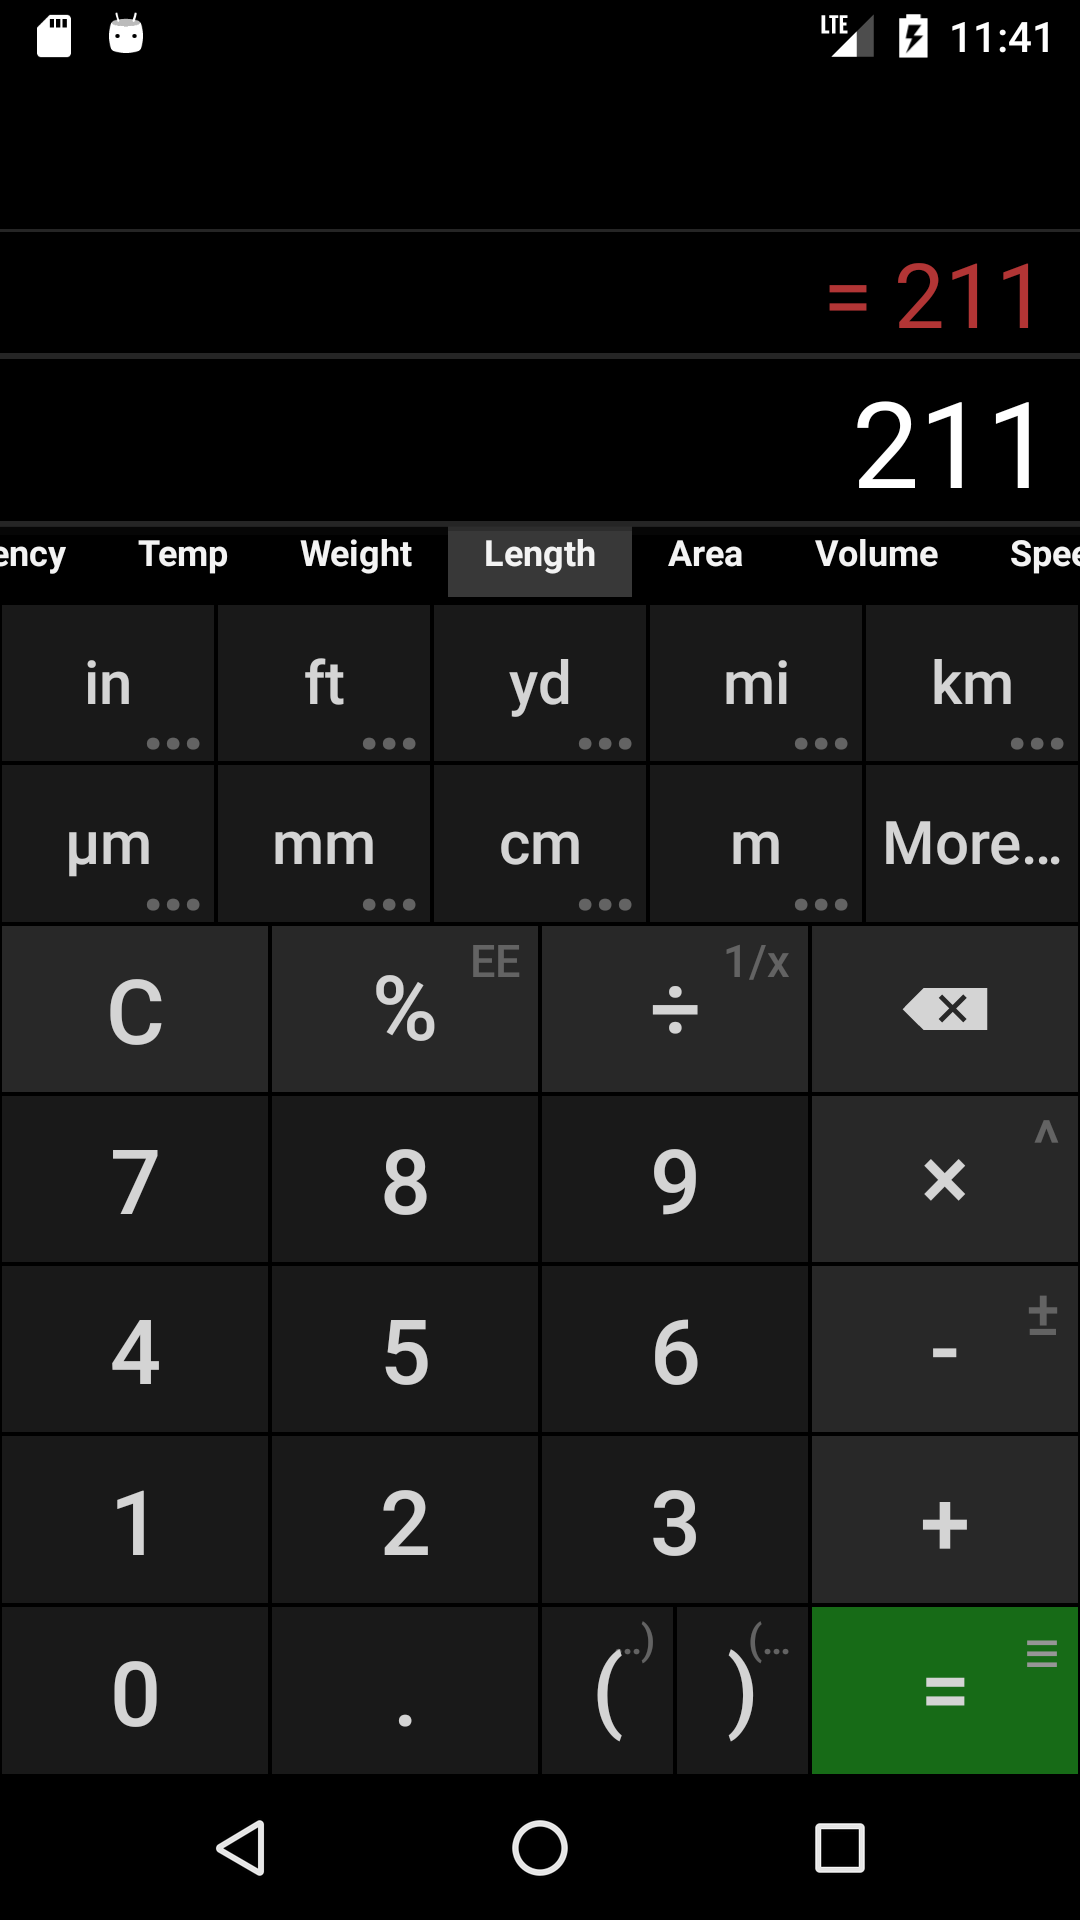 LTE 11:41
= 211
211
ency Temp Weight Length Area Volume Spee
in ft yd mi km
µm mm cm m More...
C % EE ÷ 1/x
7 8 9 × ^
4 5 6 - ±
1 2 3 +
0 . ( ..) ) (... =